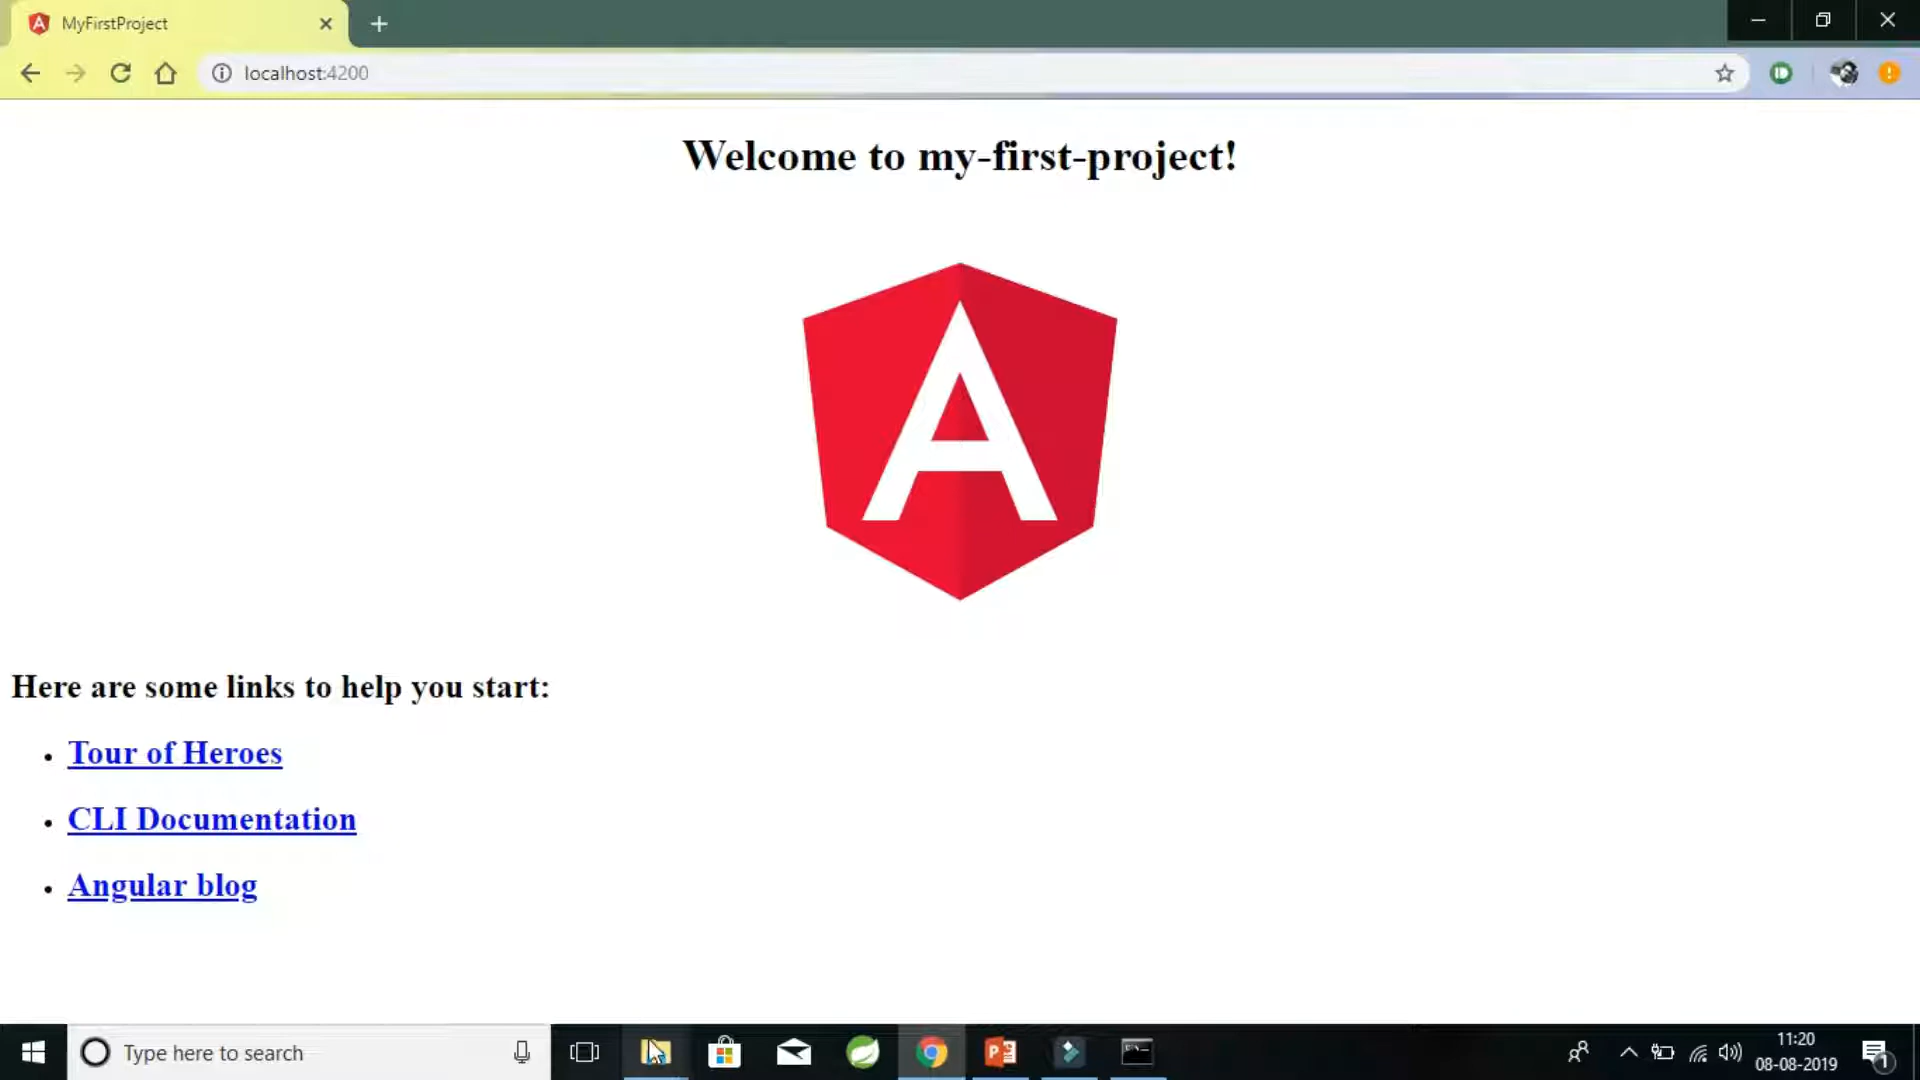 MyFirstProject
localhost:4200
Welcome to my-first-project!
A
Here are some links to help you start:
Tour of Heroes
CLI Documentation
Angular blog
Type here to search
11:20
08-08-2019
1